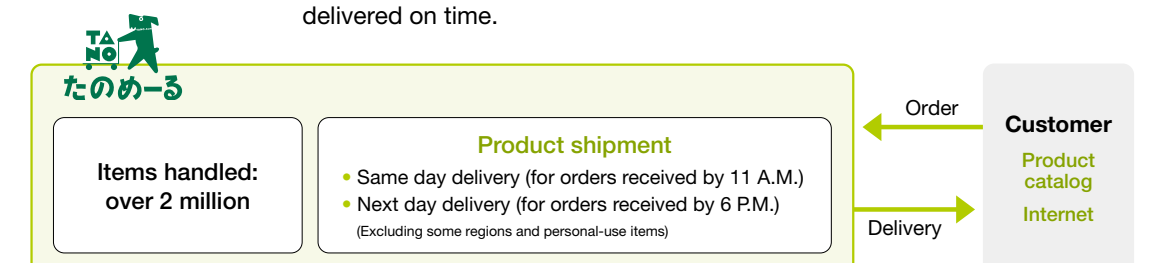 delivered on time.
TANO
たのめーる
Items handled:
over 2 million
Product shipment
• Same day delivery (for orders received by 11 A.M.)
• Next day delivery (for orders received by 6 P.M.)
(Excluding some regions and personal-use items)
Order
Delivery
Customer
Product
catalog
Internet